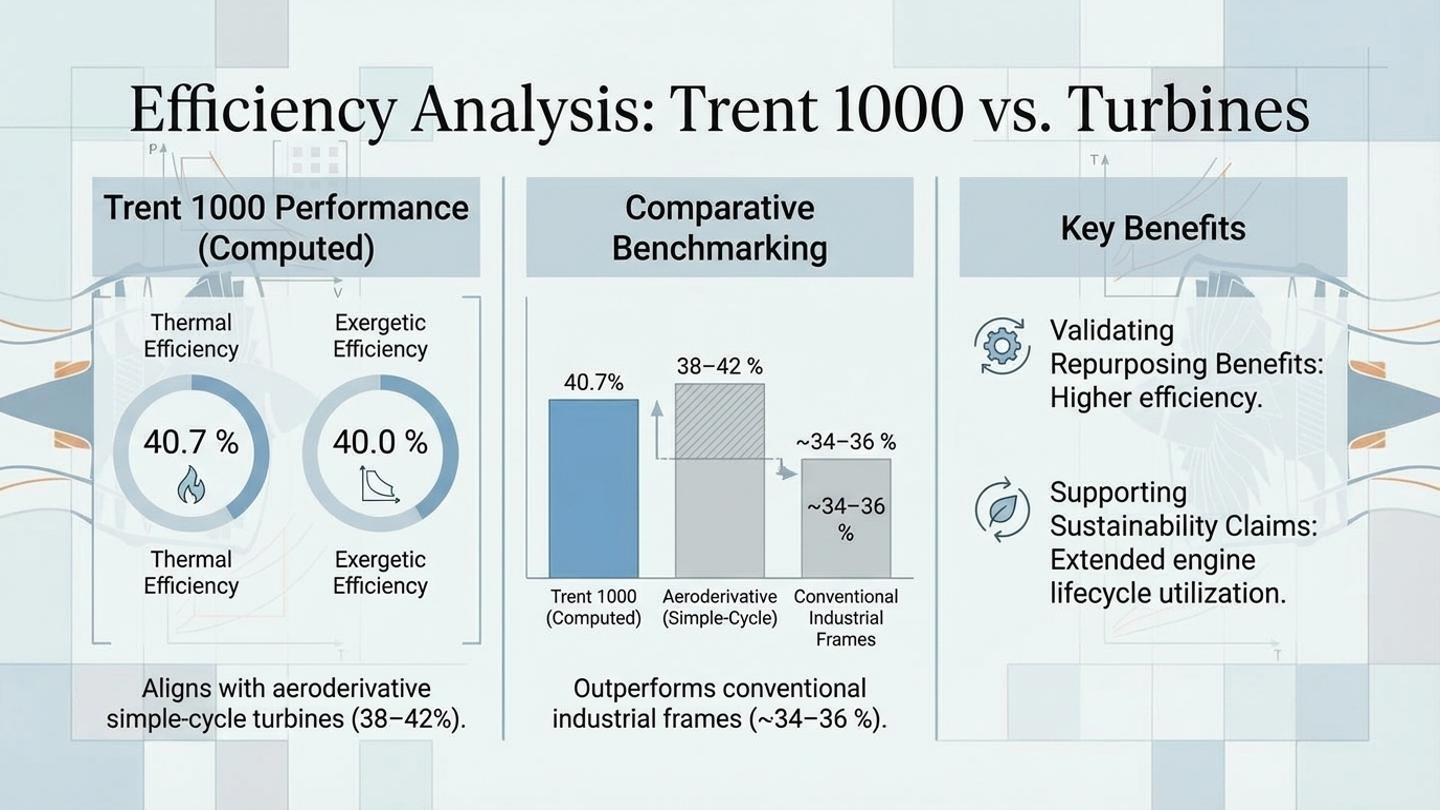 Efficiency Analysis: Trent 1000 vs. Turbines
Trent 1000 Performance
(Computed)
Thermal
Efficiency
Exergetic
Efficiency
40.7 %
40.0 %
Thermal
Efficiency
Exergetic
Efficiency
Aligns with aeroderivative
simple-cycle turbines (38–42%).
Comparative
Benchmarking
40.7%
38–42 %
~34–36 %
~34–36
%
Trent 1000
(Computed)
Aeroderivative
(Simple-Cycle)
Conventional
Industrial
Frames
Outperforms conventional
industrial frames (~34–36 %).
Key Benefits
Validating
Repurposing Benefits:
Higher efficiency.
Supporting
Sustainability Claims:
Extended engine
lifecycle utilization.
P
V
T
T
T